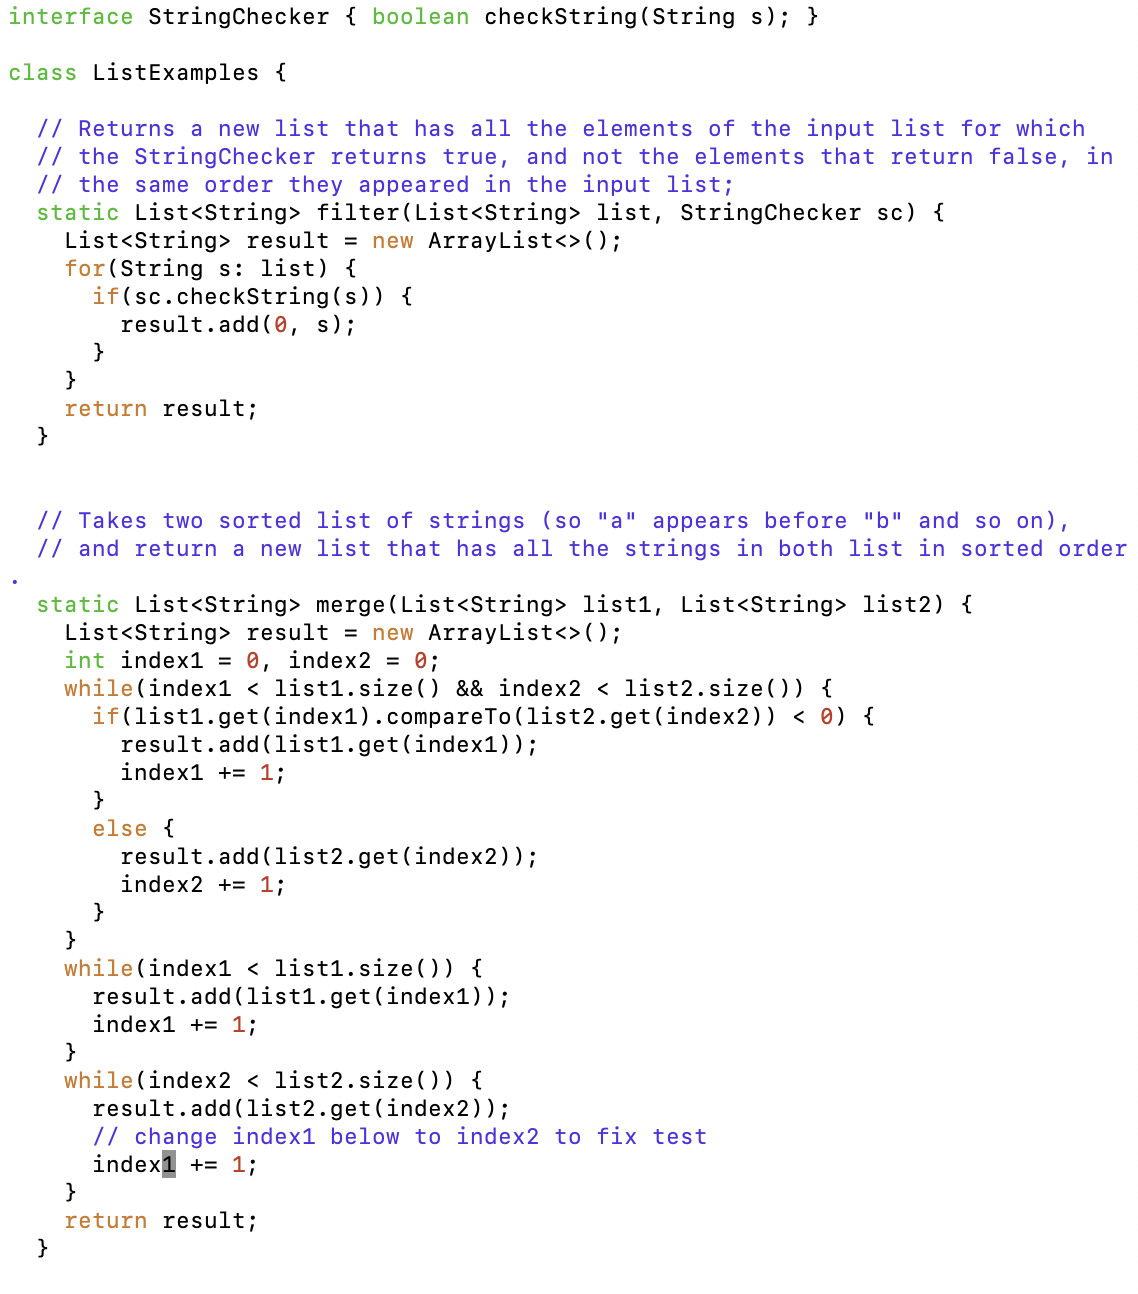 interface StringChecker { boolean checkString(String s); }

class ListExamples {

  // Returns a new list that has all the elements of the input list for which
  // the StringChecker returns true, and not the elements that return false, in
  // the same order they appeared in the input list;
  static List<String> filter(List<String> list, StringChecker sc) {
    List<String> result = new ArrayList<>();
    for(String s: list) {
      if(sc.checkString(s)) {
        result.add(0, s);
      }
    }
    return result;
  }


  // Takes two sorted list of strings (so "a" appears before "b" and so on),
  // and return a new list that has all the strings in both list in sorted order
.
  static List<String> merge(List<String> list1, List<String> list2) {
    List<String> result = new ArrayList<>();
    int index1 = 0, index2 = 0;
    while(index1 < list1.size() && index2 < list2.size()) {
      if(list1.get(index1).compareTo(list2.get(index2)) < 0) {
        result.add(list1.get(index1));
        index1 += 1;
      }
      else {
        result.add(list2.get(index2));
        index2 += 1;
      }
    }
    while(index1 < list1.size()) {
      result.add(list1.get(index1));
      index1 += 1;
    }
    while(index2 < list2.size()) {
      result.add(list2.get(index2));
      // change index1 below to index2 to fix test
      index1 += 1;
    }
    return result;
  }